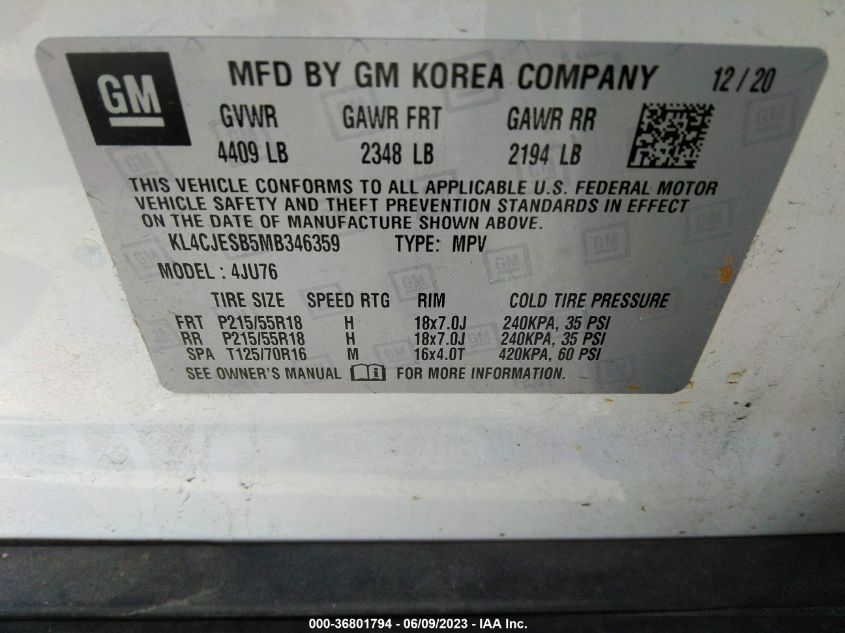 GM MFD BY GM KOREA COMPANY 12/20
GVWR GAWR FRT GAWR RR
4409 LB 2348 LB 2194 LB
THIS VEHICLE CONFORMS TO ALL APPLICABLE U.S. FEDERAL MOTOR
VEHICLE SAFETY AND THEFT PREVENTION STANDARDS IN EFFECT
ON THE DATE OF MANUFACTURE SHOWN ABOVE.
KL4CJESB5MB346359 TYPE: MPV
MODEL : 4JU76
TIRE SIZE SPEED RTG RIM COLD TIRE PRESSURE
FRT P215/55R18 H 18x7.0J 240KPA, 35 PSI
RR P215/55R18 H 18x7.0J 240KPA, 35 PSI
SPA T125/70R16 M 16x4.0T 420KPA, 60 PSI
SEE OWNER'S MANUAL FOR MORE INFORMATION.
000-36801794 - 06/09/2023 - IAA Inc.